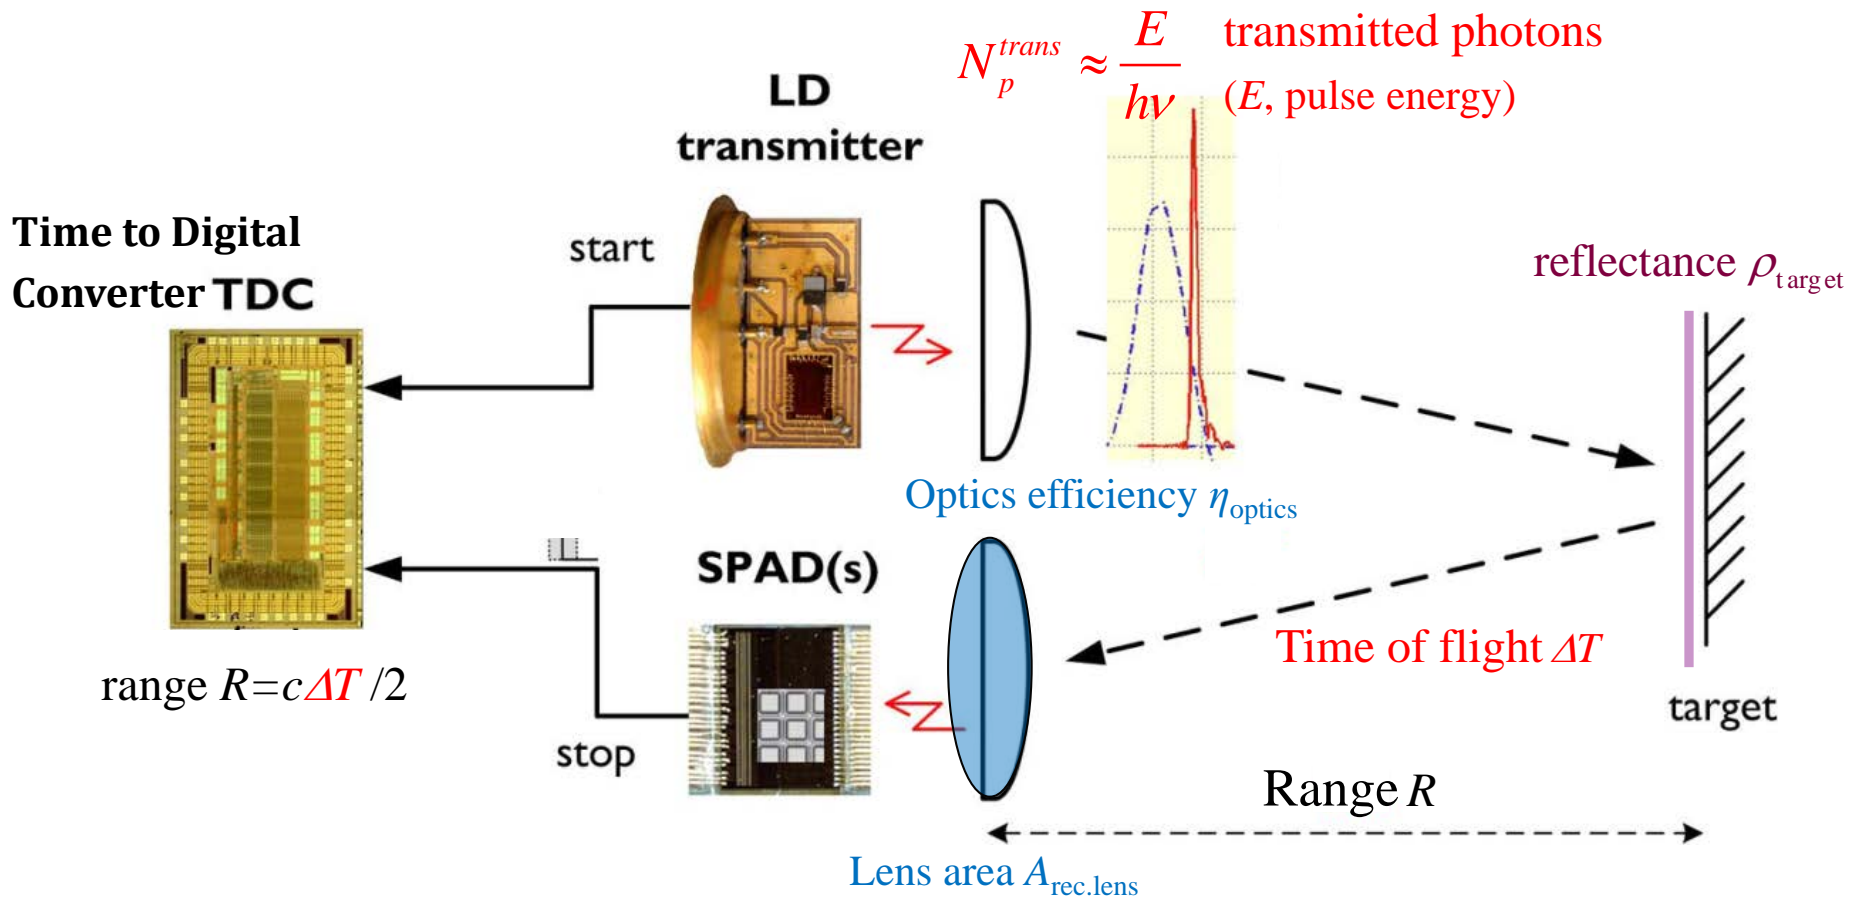 N_p^{trans} ≈ E/hν transmitted photons
(E, pulse energy)
LD
transmitter
Time to Digital
Converter TDC
start
reflectance ρ_target
Optics efficiency η_optics
SPAD(s)
Time of flight ΔT
range R=cΔT /2
stop
target
Range R
Lens area A_rec.lens